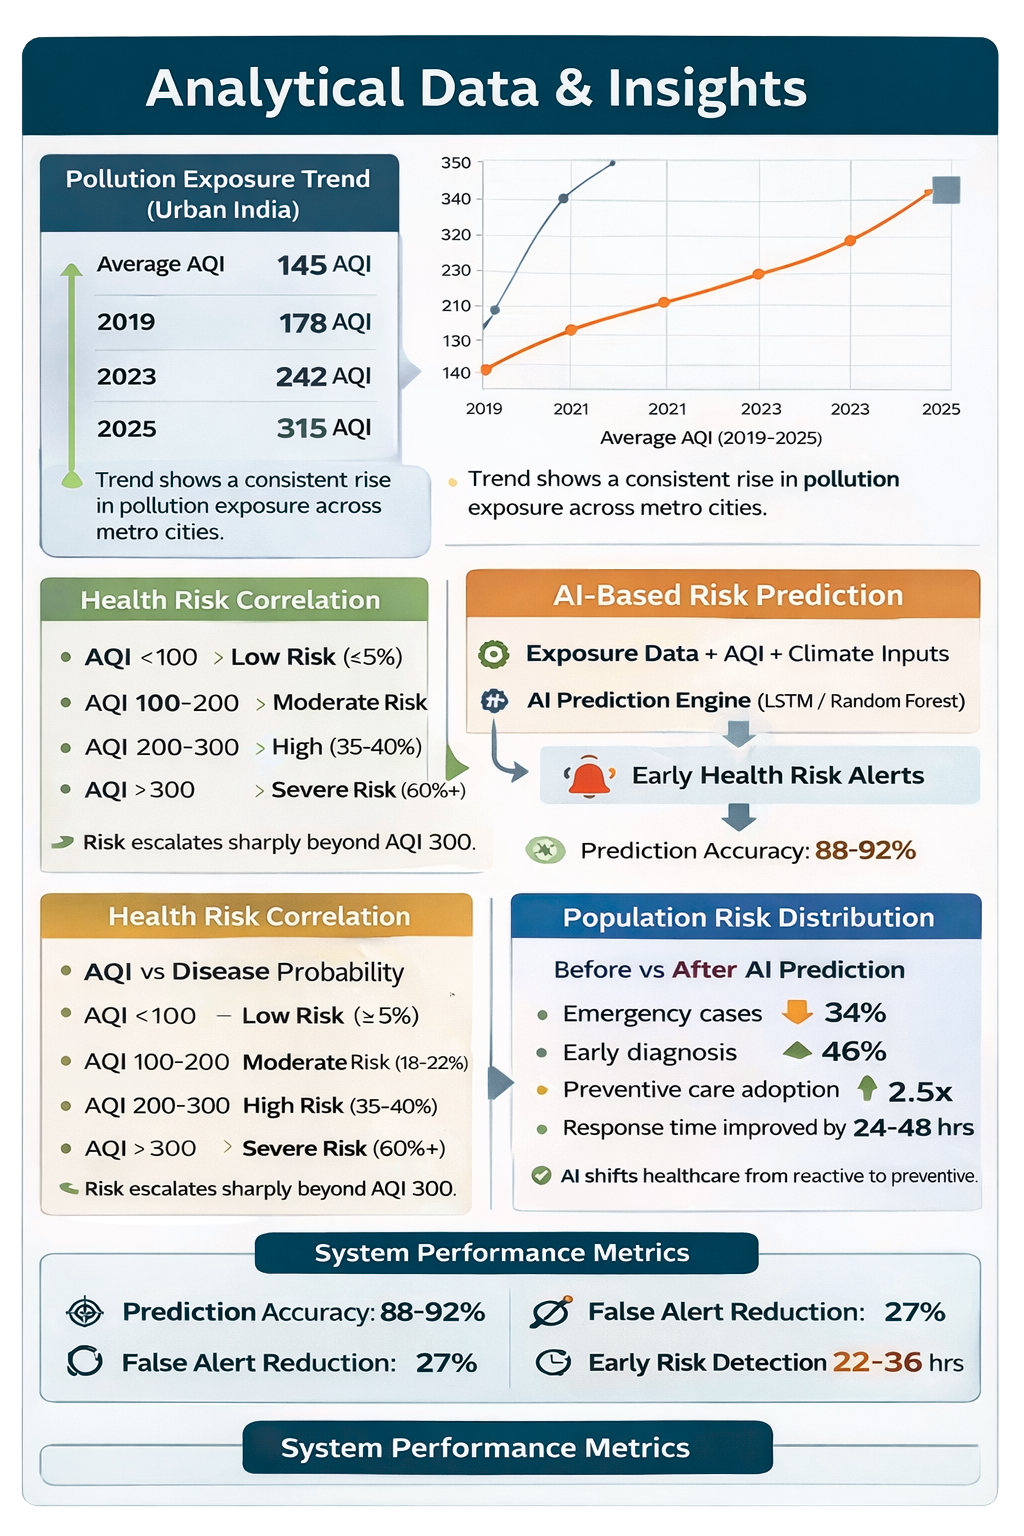 Analytical Data & Insights
Pollution Exposure Trend
(Urban India)
Average AQI 145 AQI
2019 178 AQI
2023 242 AQI
2025 315 AQI
Trend shows a consistent rise
in pollution exposure across
metro cities.
350
340
320
230
210
130
140
2019 2021 2021 2023 2023 2025
Average AQI (2019-2025)
Trend shows a consistent rise in pollution
exposure across metro cities.
Health Risk Correlation
• AQI <100 > Low Risk (≤5%)
• AQI 100-200 > Moderate Risk
• AQI 200-300 > High (35-40%)
• AQI >300 > Severe Risk (60%+)
Risk escalates sharply beyond AQI 300.
AI-Based Risk Prediction
Exposure Data + AQI + Climate Inputs
AI Prediction Engine (LSTM / Random Forest)
Early Health Risk Alerts
Prediction Accuracy: 88-92%
Health Risk Correlation
• AQI vs Disease Probability
• AQI <100 – Low Risk (≥5%)
• AQI 100-200 Moderate Risk (18-22%)
• AQI 200-300 High Risk (35-40%)
• AQI >300 > Severe Risk (60%+)
Risk escalates sharply beyond AQI 300.
Population Risk Distribution
Before vs After AI Prediction
• Emergency cases 34%
• Early diagnosis 46%
• Preventive care adoption 2.5x
• Response time improved by 24-48 hrs
AI shifts healthcare from reactive to preventive.
System Performance Metrics
Prediction Accuracy: 88-92%
False Alert Reduction: 27%
False Alert Reduction: 27%
Early Risk Detection 22-36 hrs
System Performance Metrics